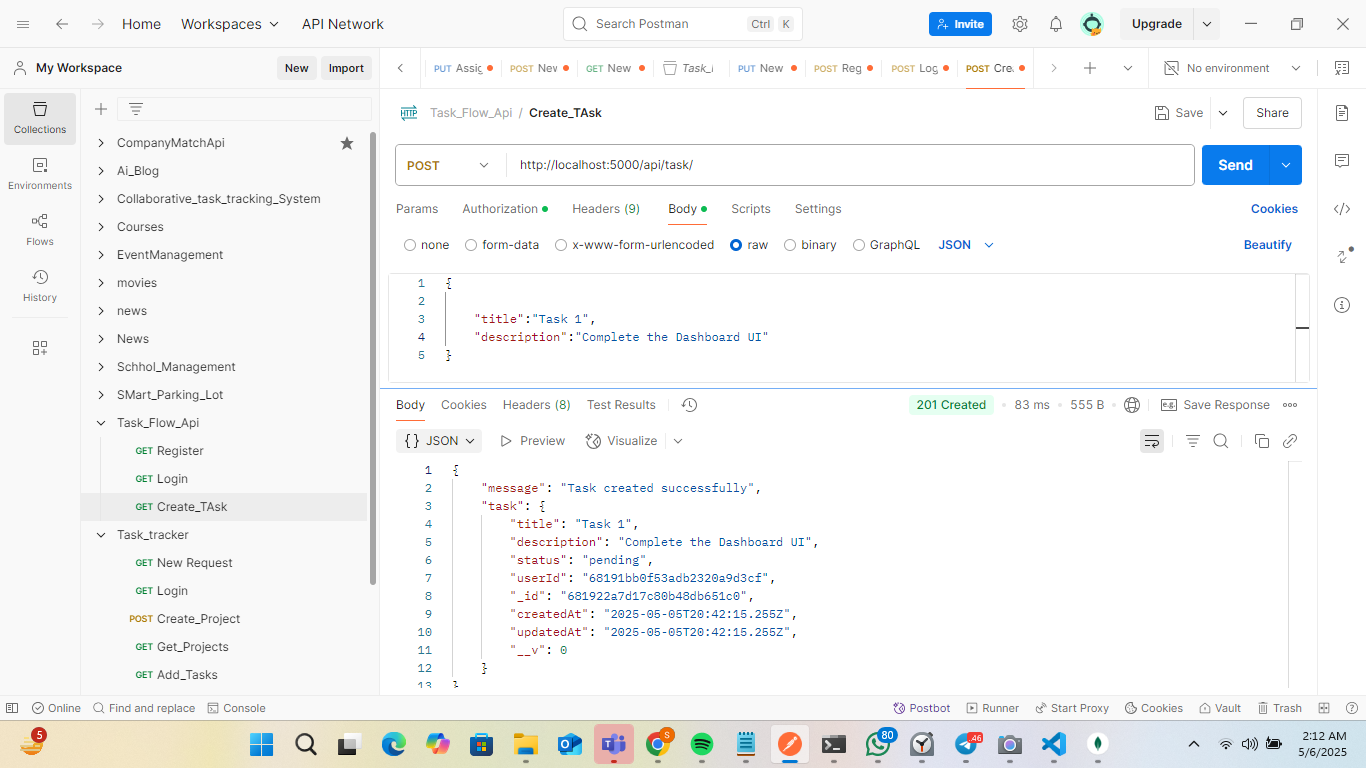 Home Workspaces API Network Search Postman Ctrl K Invite Upgrade
My Workspace New Import PUT Assig POST Nev GET New Task_i PUT New POST Reg POST Log POST Cre. No environment
Collections
Environments
Flows
History
CompanyMatchApi
Ai_Blog
Collaborative_task_tracking_System
Courses
EventManagement
movies
news
News
Schhol_Management
SMart_Parking_Lot
Task_Flow_Api
GET Register
GET Login
GET Create_TAsk
Task_tracker
GET New Request
GET Login
POST Create_Project
GET Get_Projects
GET Add_Tasks
HTTP Task_Flow_Api / Create_TAsk Save Share
POST http://localhost:5000/api/task/ Send
Params Authorization Headers (9) Body Scripts Settings Cookies
none form-data x-www-form-urlencoded raw binary GraphQL JSON Beautify
1 {
2
3 "title":"Task 1",
4 "description":"Complete the Dashboard UI"
5 }
Body Cookies Headers (8) Test Results 201 Created 83 ms 555 B e.g. Save Response
{} JSON Preview Visualize
1 {
2 "message": "Task created successfully",
3 "task": {
4 "title": "Task 1",
5 "description": "Complete the Dashboard UI",
6 "status": "pending",
7 "userId": "68191bb0f53adb2320a9d3cf",
8 "_id": "681922a7d17c80b48db651c0",
9 "createdAt": "2025-05-05T20:42:15.255Z",
10 "updatedAt": "2025-05-05T20:42:15.255Z",
11 "__v": 0
12 }
13 }
Online Find and replace Console Postbot Runner Start Proxy Cookies Vault Trash
5 S 80 .46 2:12 AM
5/6/2025